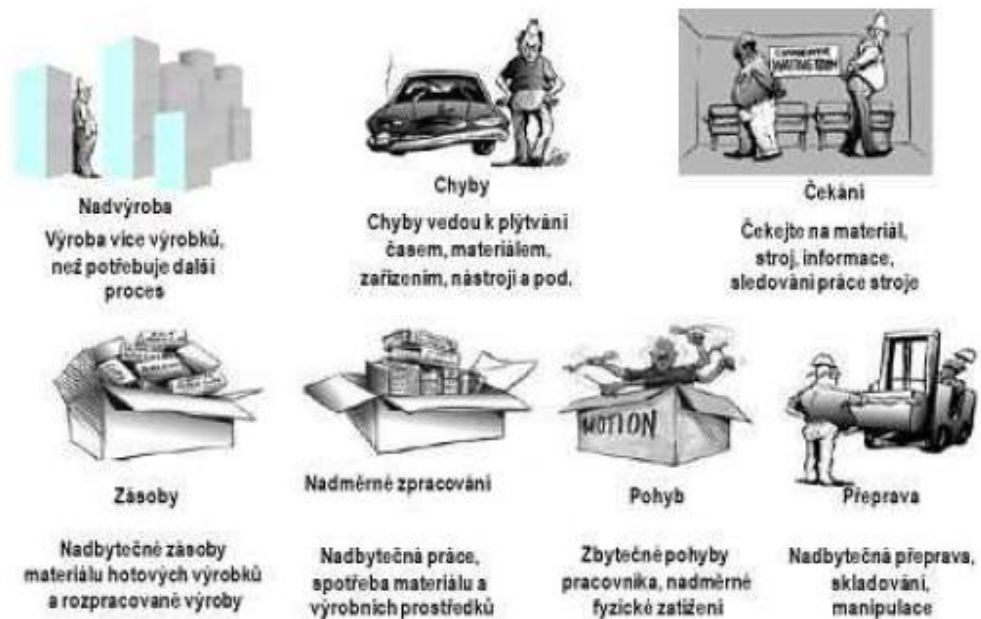 Nadvýroba
Výroba více výrobků,
než potřebuje další
proces
Chyby
Chyby vedou k plýtvání
časem, materiálem,
zařízením, nástroji a pod.
WAITING ROOM
Čekání
Čekejte na materiál,
stroj, informace,
sledování práce stroje
Zásoby
Nadbytečné zásoby
materiálu hotových výrobků
a rozpracované výroby
Nadměrné zpracování
Nadbytečná práce,
spotřeba materiálu a
výrobních prostředků
MOTION
Pohyb
Zbytečné pohyby
pracovníka, nadměrné
fyzické zatížení
Přeprava
Nadbytečná přeprava,
skladování,
manipulace